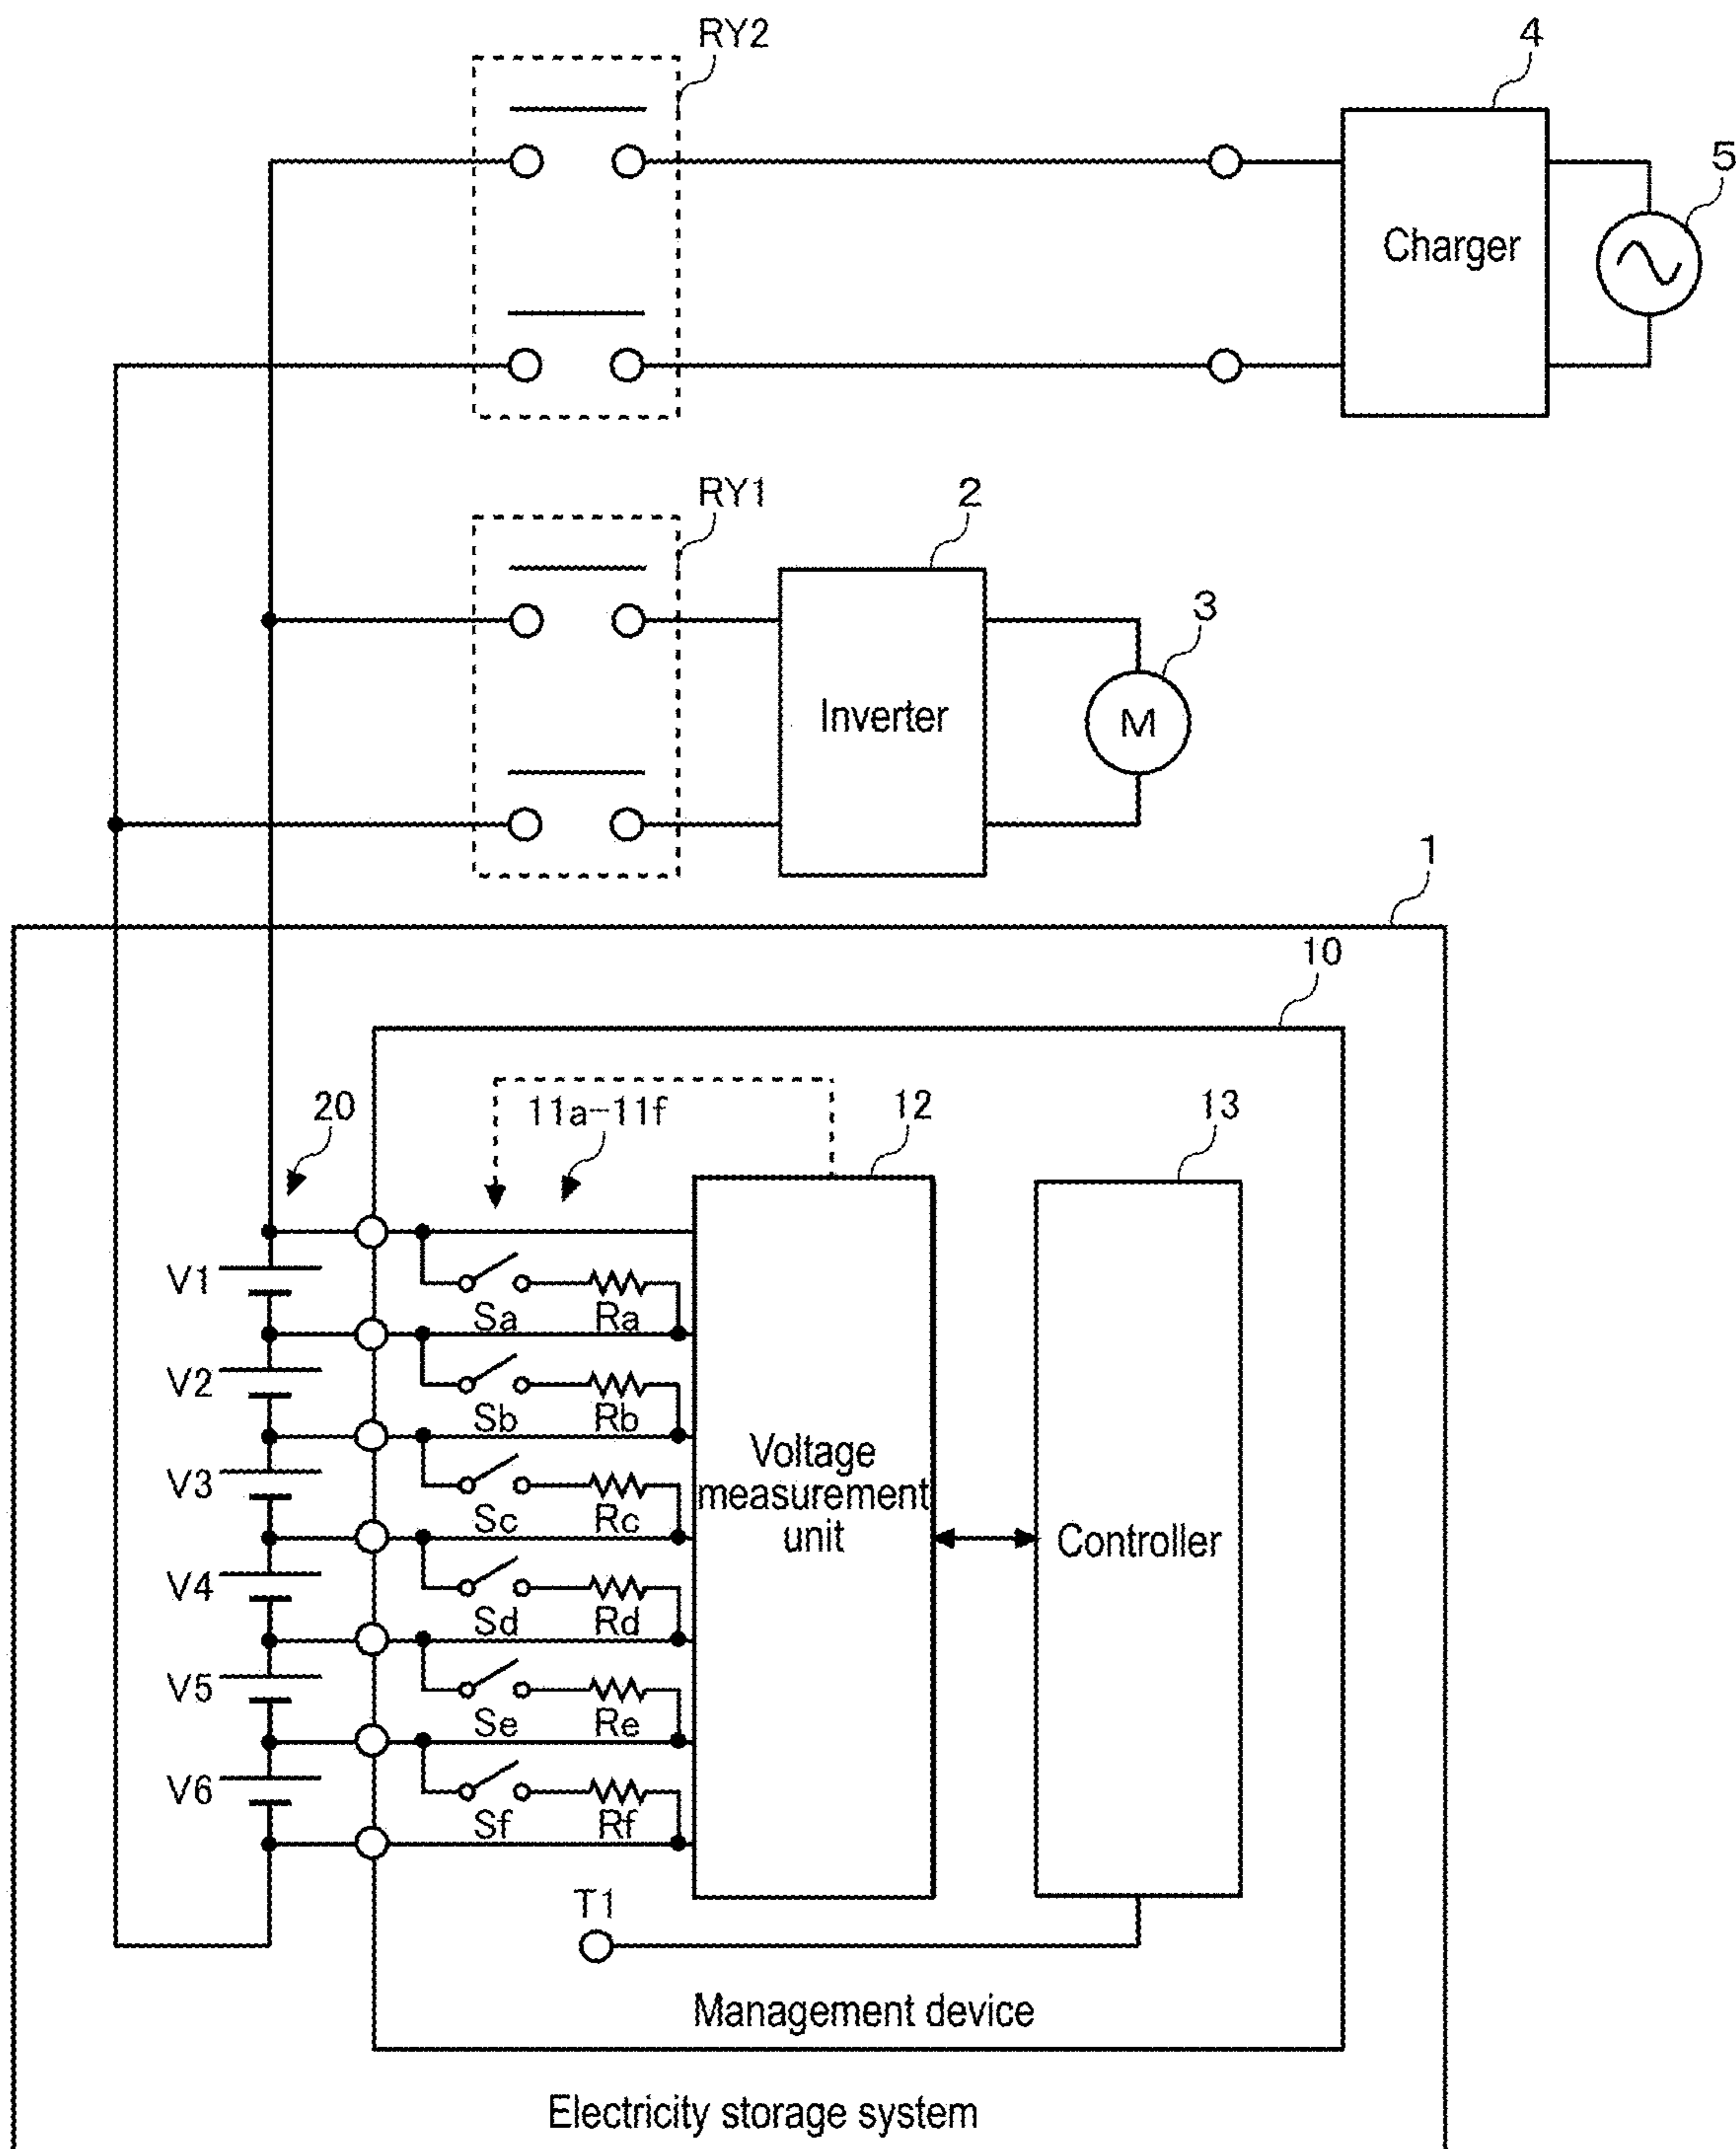 RY2
4
5
Charger
RY1
2
3
Inverter
M
1
10
20
11a-11f
12
13
V1
Sa Ra
V2
Sb Rb
V3
Sc Rc
V4
Sd Rd
V5
Se Re
V6
Sf Rf
Voltage
measurement
unit
Controller
T1
Management device
Electricity storage system